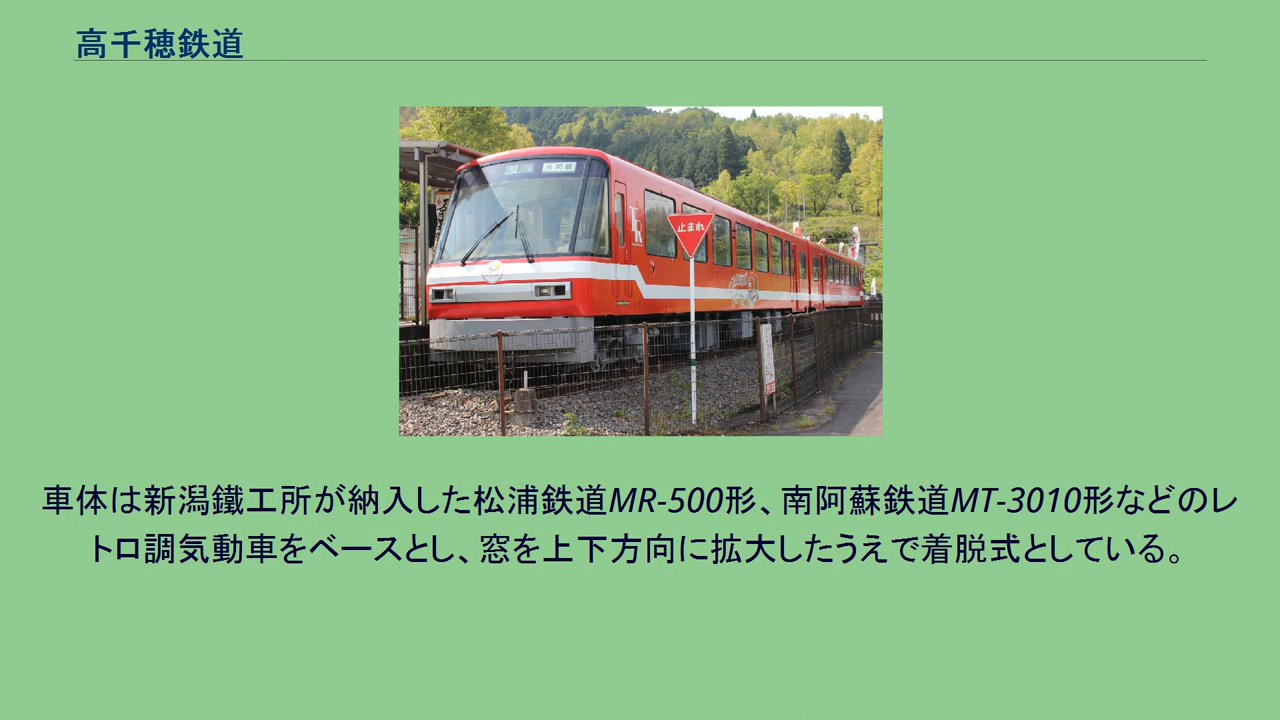 高千穂鉄道
止まれ
TR
車体は新潟鐵工所が納入した松浦鉄道MR-500形、南阿蘇鉄道MT-3010形などのレ
トロ調気動車をベースとし、窓を上下方向に拡大したうえで着脱式としている。